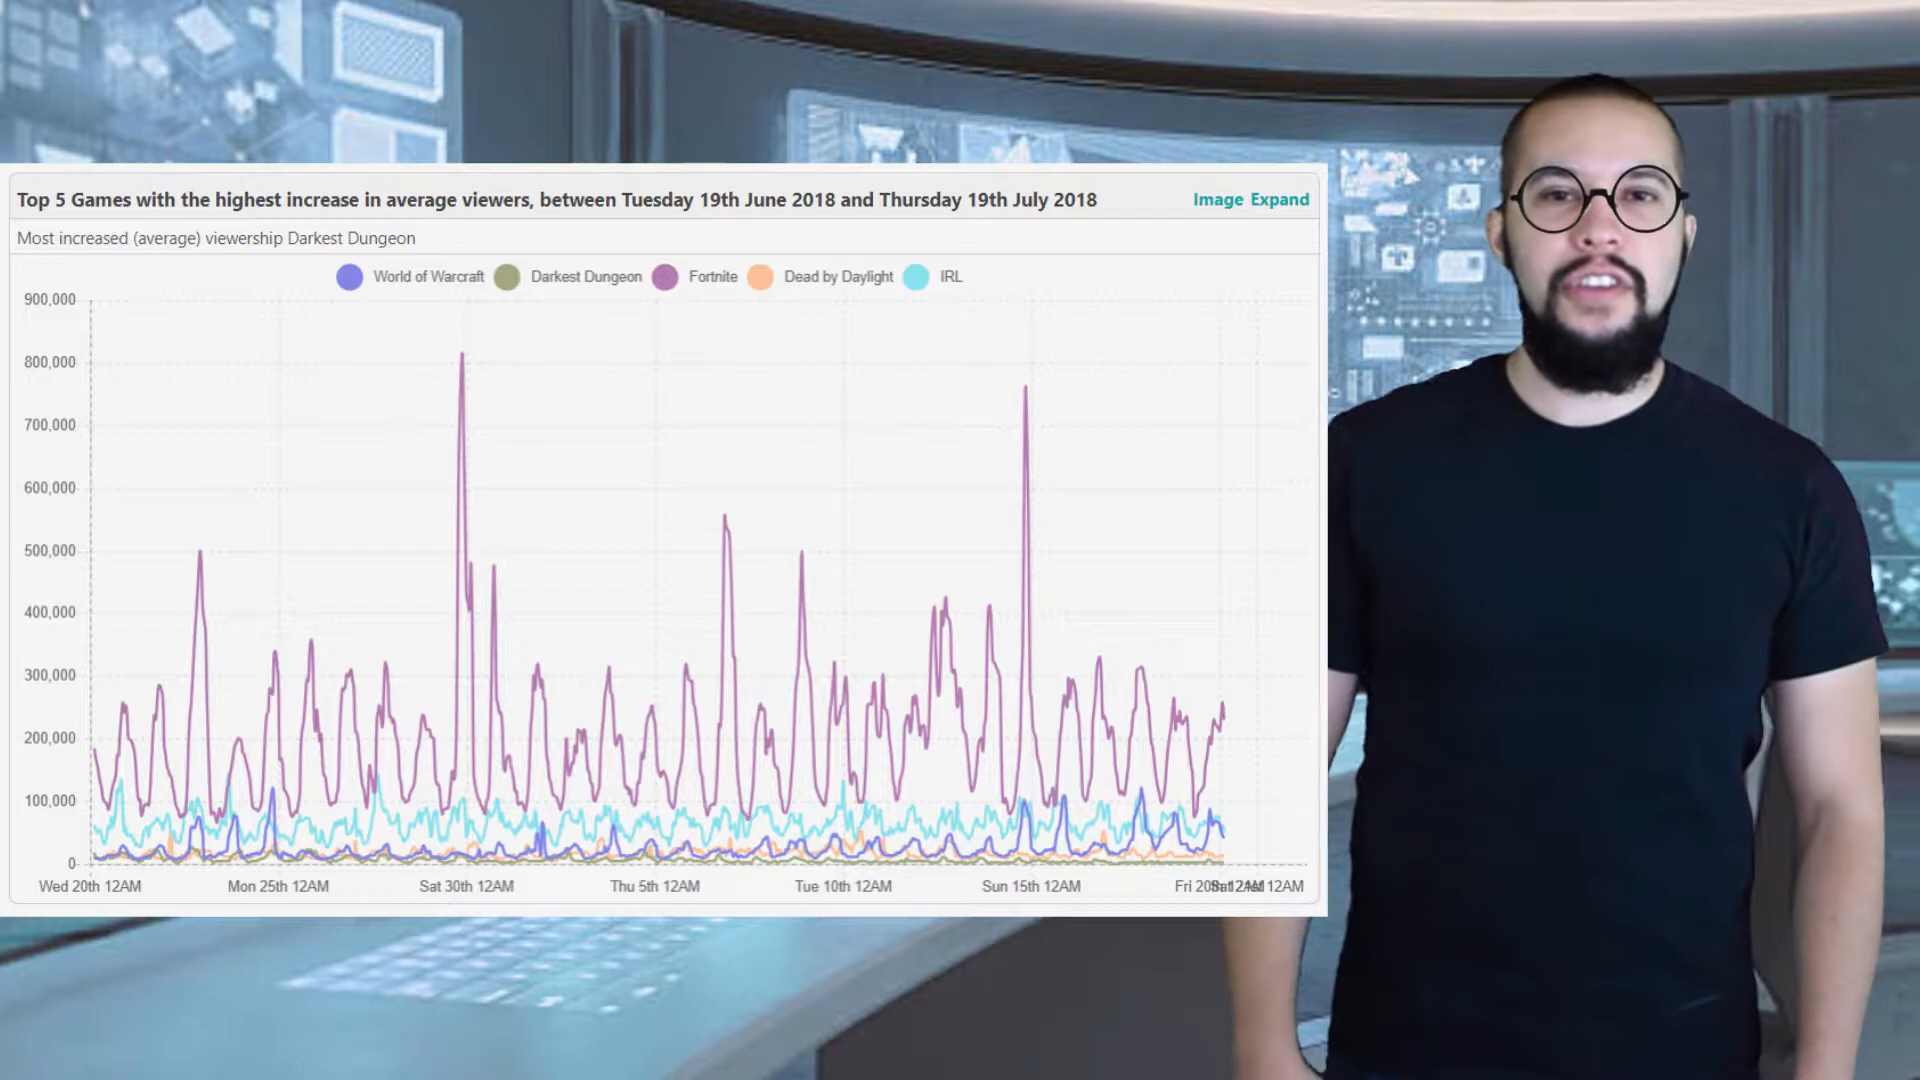 Top 5 Games with the highest increase in average viewers, between Tuesday 19th June 2018 and Thursday 19th July 2018 Image Expand
Most increased (average) viewership Darkest Dungeon
World of Warcraft Darkest Dungeon Fortnite Dead by Daylight IRL
900,000
800,000
700,000
600,000
500,000
400,000
300,000
200,000
100,000
0
Wed 20th 12AM Mon 25th 12AM Sat 30th 12AM Thu 5th 12AM Tue 10th 12AM Sun 15th 12AM Fri 20th 12AM